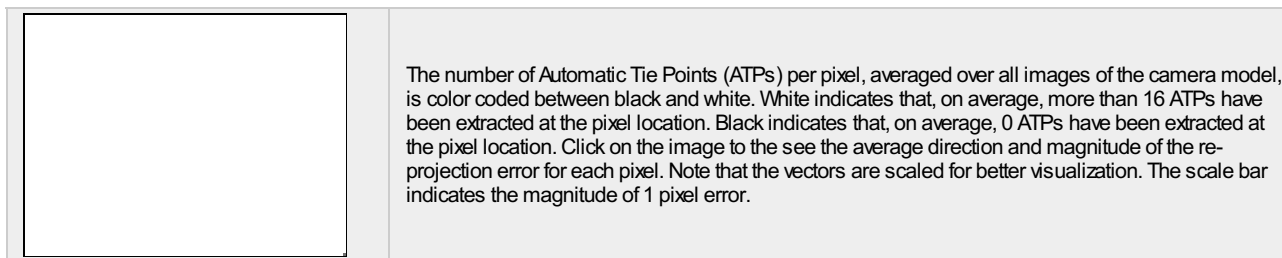 The number of Automatic Tie Points (ATPs) per pixel, averaged over all images of the camera model,
is color coded between black and white. White indicates that, on average, more than 16 ATPs have
been extracted at the pixel location. Black indicates that, on average, 0 ATPs have been extracted at
the pixel location. Click on the image to the see the average direction and magnitude of the re-
projection error for each pixel. Note that the vectors are scaled for better visualization. The scale bar
indicates the magnitude of 1 pixel error.